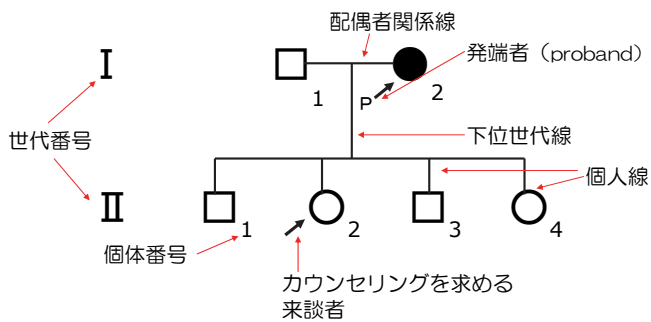 配偶者関係線
Ⅰ
発端者（proband）
1
P
2
世代番号
下位世代線
個人線
Ⅱ
1
2
3
4
個体番号
カウンセリングを求める
来談者